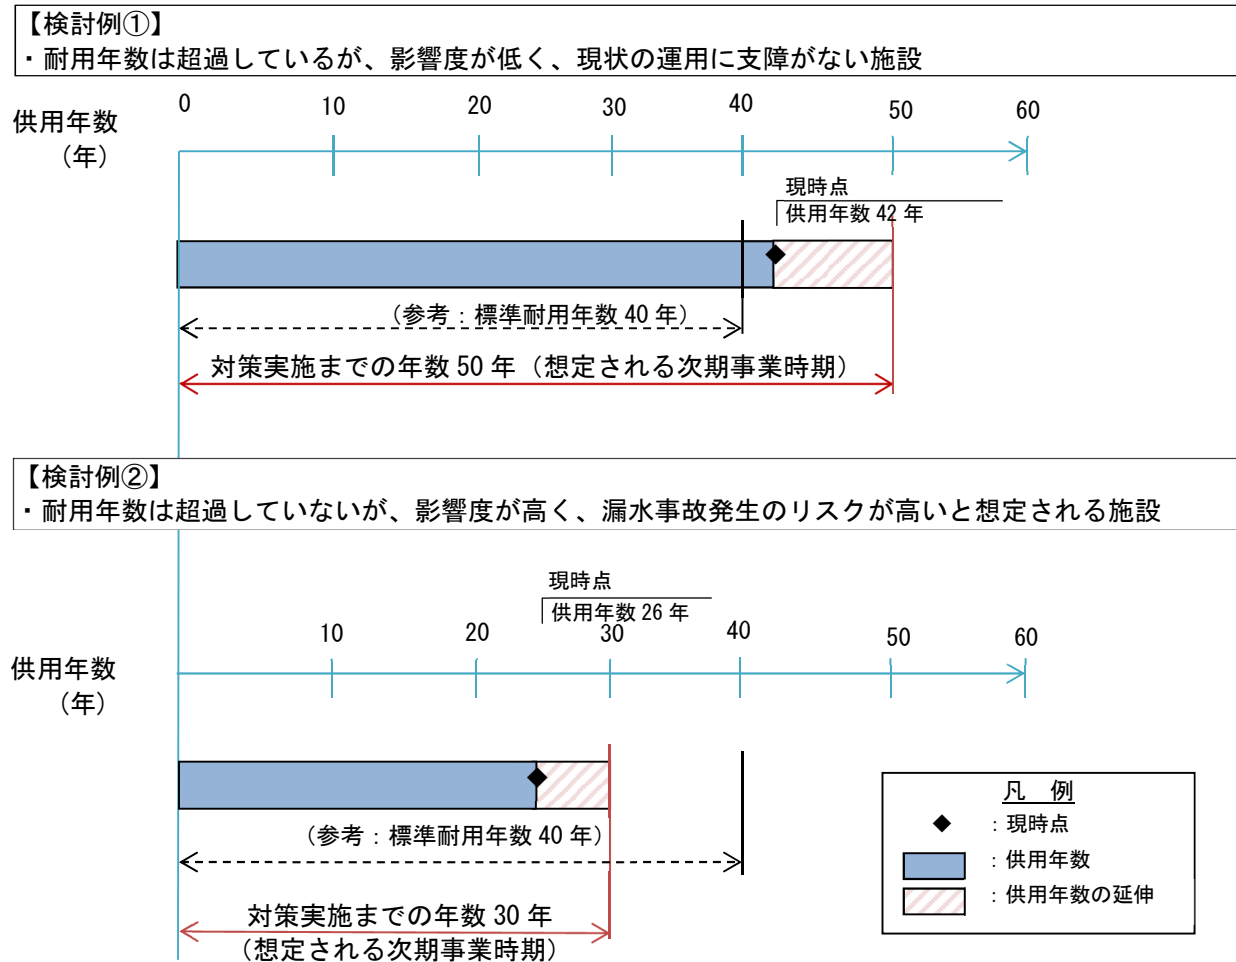 【検討例①】
・耐用年数は超過しているが、影響度が低く、現状の運用に支障がない施設
0 10 20 30 40 50 60
供用年数
（年）
現時点
供用年数 42 年
（参考：標準耐用年数 40 年）
対策実施までの年数 50 年（想定される次期事業時期）
【検討例②】
・耐用年数は超過していないが、影響度が高く、漏水事故発生のリスクが高いと想定される施設
現時点
供用年数 26 年
10 20 30 40 50 60
供用年数
（年）
（参考：標準耐用年数 40 年）
対策実施までの年数 30 年
（想定される次期事業時期）
凡　例
：現時点
：供用年数
：供用年数の延伸